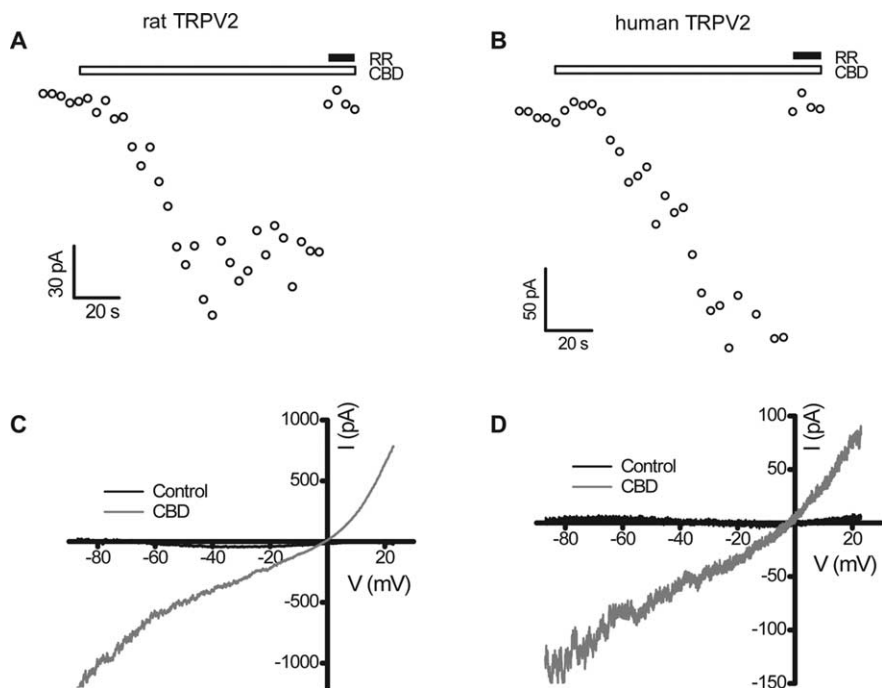 rat TRPV2
A
RR
CBD
30 pA
20 s
human TRPV2
B
RR
CBD
50 pA
20 s
C
1000
500
-500
-1000
I (pA)
Control
CBD
-80
-60
-40
-20
20
V (mV)
D
100
50
-50
-100
-150
I (pA)
Control
CBD
-80
-60
-40
-20
20
V (mV)